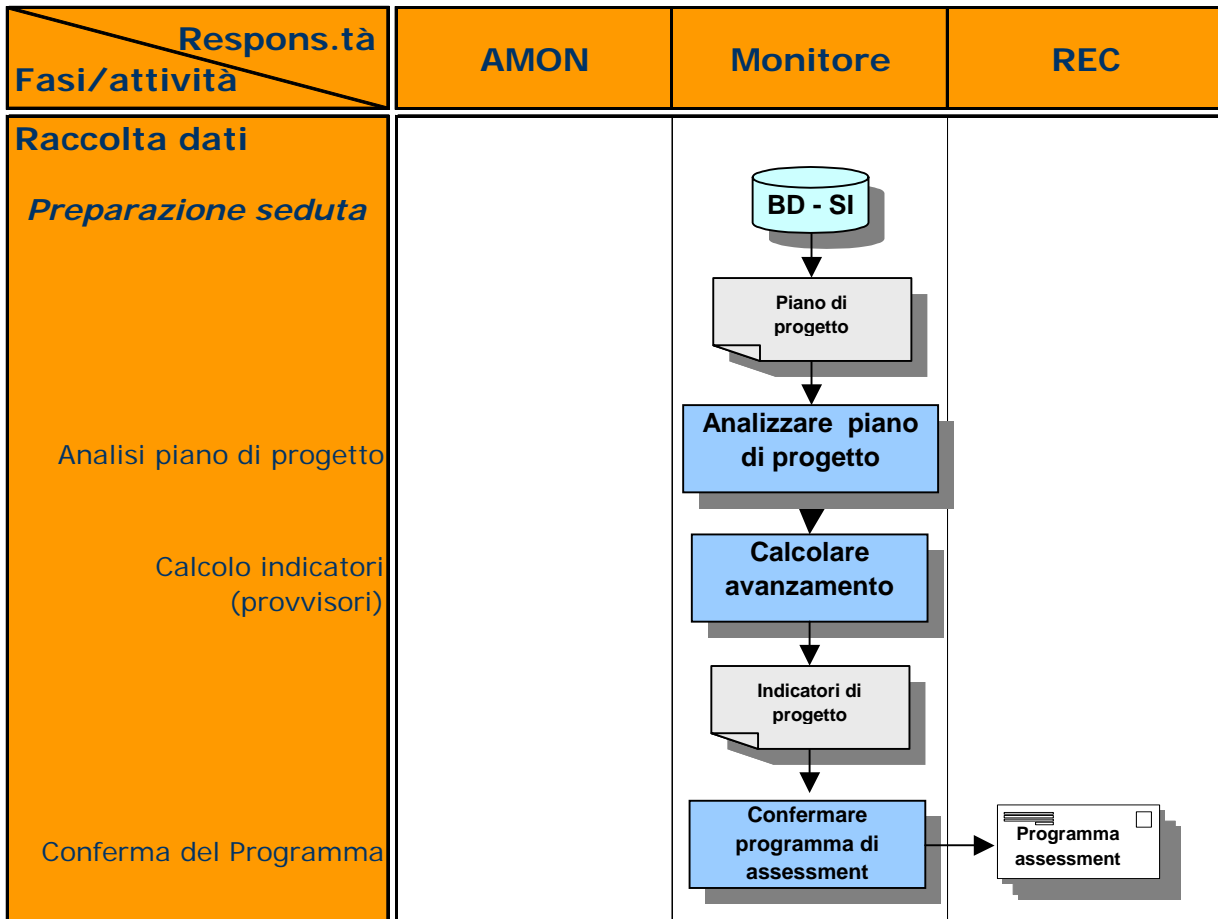 Respons.tà
Fasi/attività
AMON
Monitore
REC
Raccolta dati
Preparazione seduta
BD - SI
Piano di
progetto
Analisi piano di progetto
Analizzare piano
di progetto
Calcolo indicatori
(provvisori)
Calcolare
avanzamento
Indicatori di
progetto
Conferma del Programma
Confermare
programma di
assessment
Programma
assessment